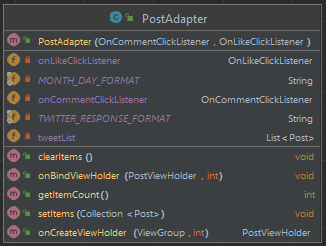 C PostAdapter
m PostAdapter (OnCommentClickListener , OnLikeClickListener )
f onLikeClickListener OnLikeClickListener
f MONTH_DAY_FORMAT String
f onCommentClickListener OnCommentClickListener
f TWITTER_RESPONSE_FORMAT String
f tweetList List < Post >
m clearItems () void
m onBindViewHolder (PostViewHolder , int) void
m getItemCount () int
m setItems (Collection < Post >) void
m onCreateViewHolder (ViewGroup , int) PostViewHolder